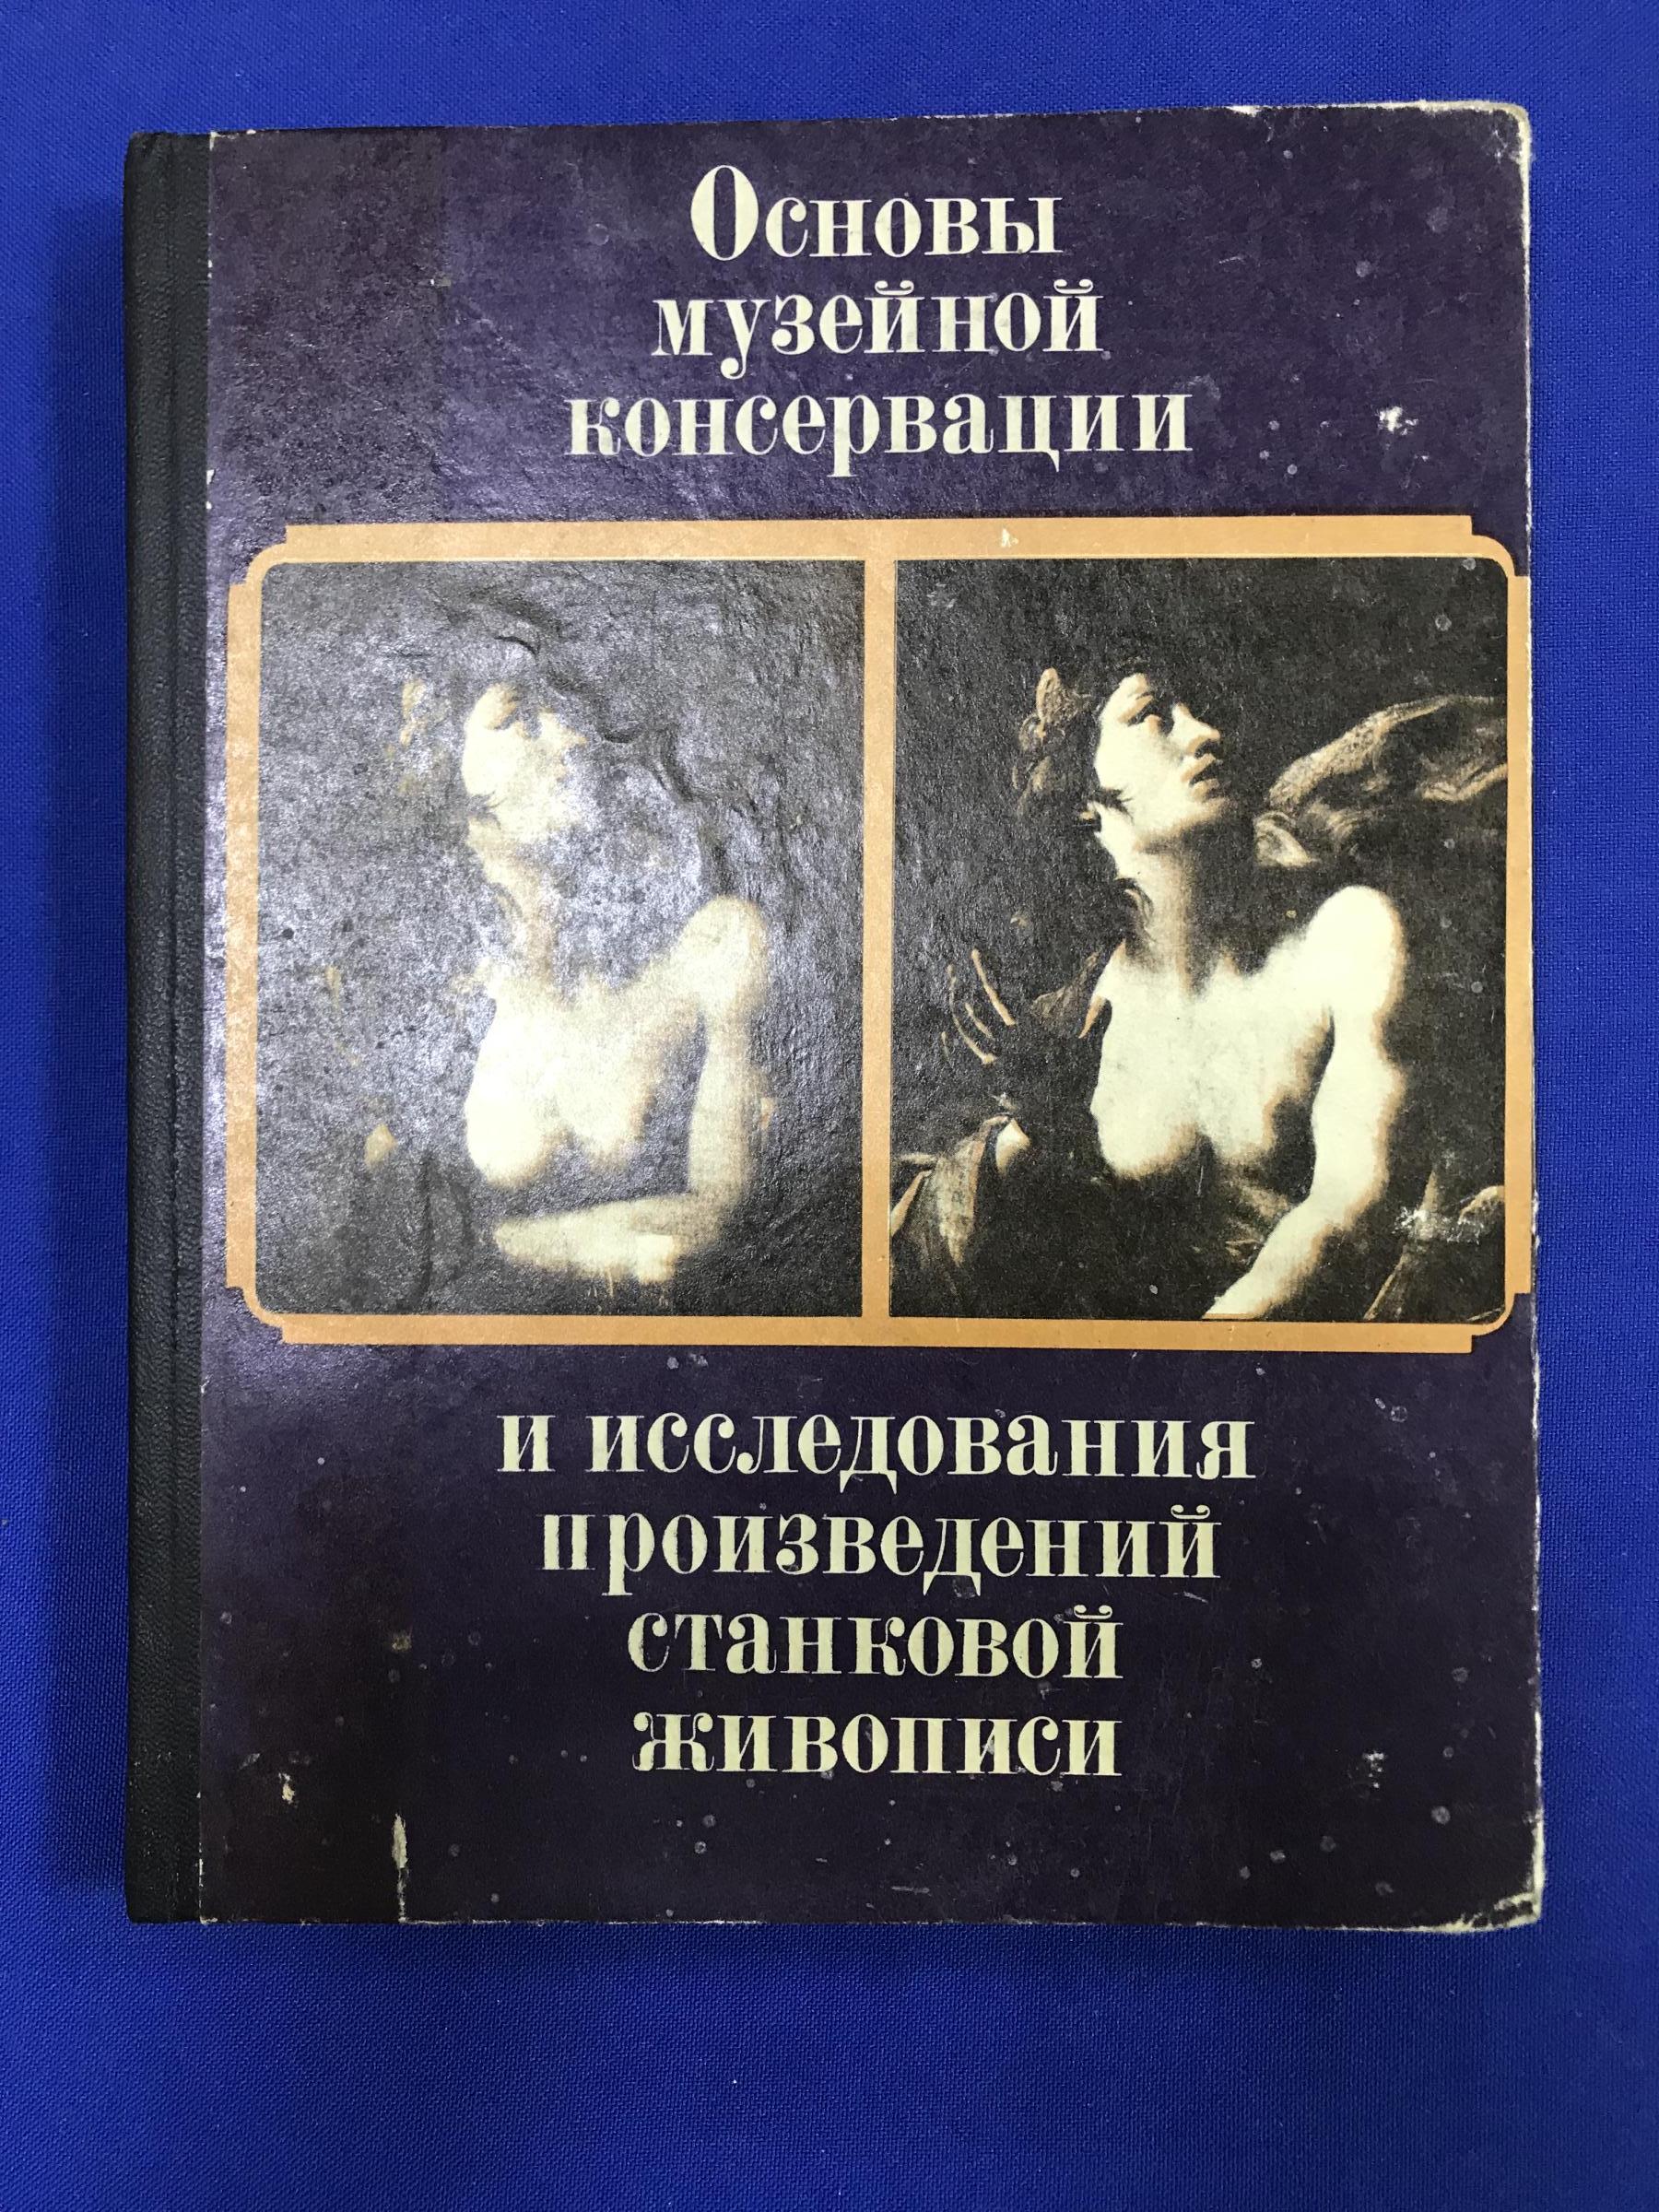 Основы
музейной
консервации
и исследования
произведений
станковой
живописи